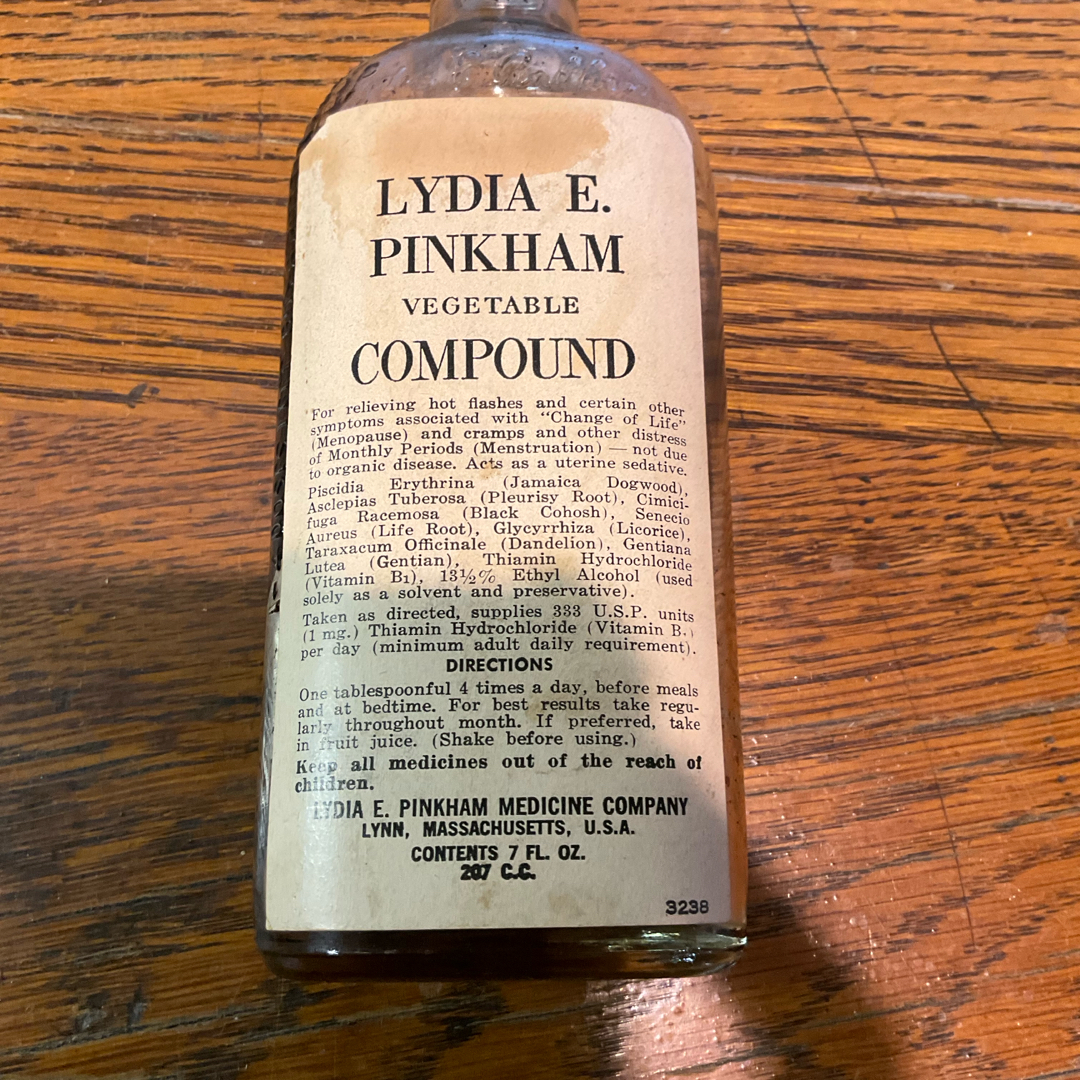 LYDIA E.
PINKHAM
VEGETABLE
COMPOUND
For relieving hot flashes and certain other
symptoms associated with “Change of Life”
(Menopause) and cramps and other distress
of Monthly Periods (Menstruation) — not due
to organic disease. Acts as a uterine sedative.
Piscidia Erythrina (Jamaica Dogwood),
Asclepias Tuberosa (Pleurisy Root), Cimici-
fuga Racemosa (Black Cohosh), Senecio
Aureus (Life Root), Glycyrrhiza (Licorice),
Taraxacum Officinale (Dandelion), Gentiana
Lutea (Gentian), Thiamin Hydrochloride
(Vitamin B1), 13½% Ethyl Alcohol (used
solely as a solvent and preservative).
Taken as directed, supplies 333 U.S.P. units
(1 mg.) Thiamin Hydrochloride (Vitamin B1)
per day (minimum adult daily requirement).
DIRECTIONS
One tablespoonful 4 times a day, before meals
and at bedtime. For best results take regu-
larly throughout month. If preferred, take
in fruit juice. (Shake before using.)
Keep all medicines out of the reach of
children.
LYDIA E. PINKHAM MEDICINE COMPANY
LYNN, MASSACHUSETTS, U.S.A.
CONTENTS 7 FL. OZ.
207 C.C.
3238